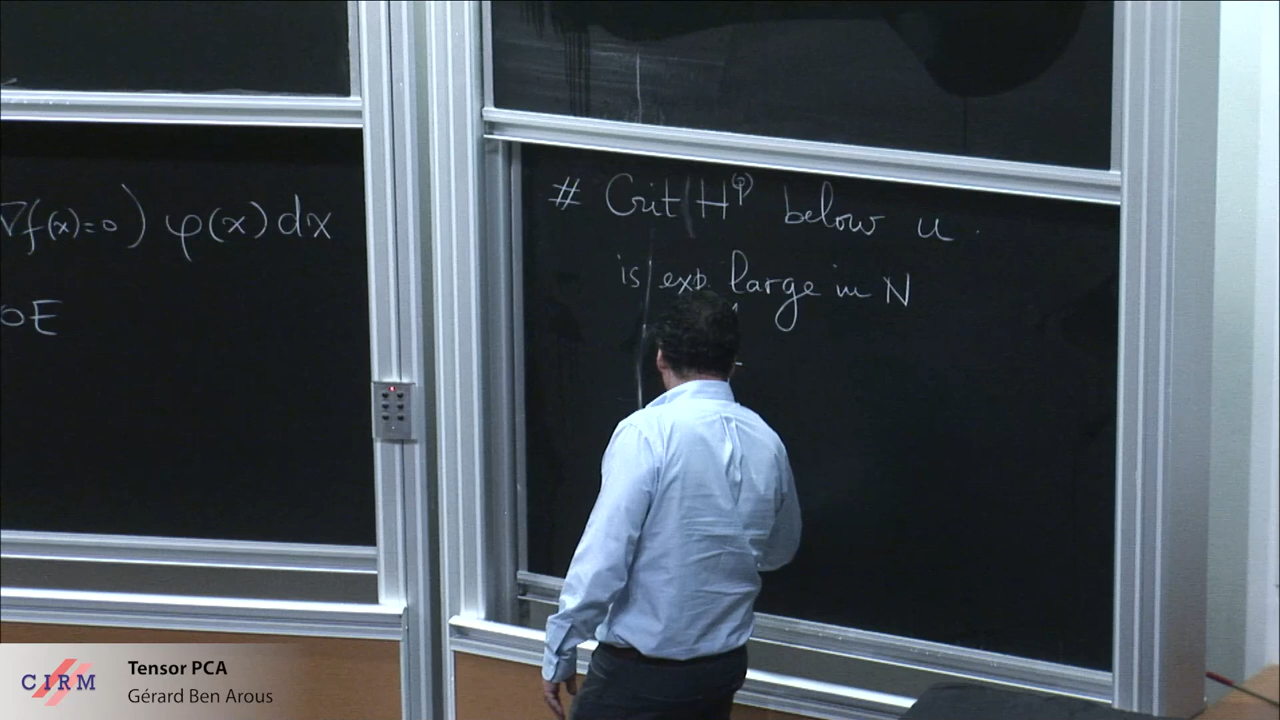 ∇f(x)=0 ) φ(x) dx
OE
# Crit H^φ below u.
is exp. large in N
CIRM
Tensor PCA
Gérard Ben Arous